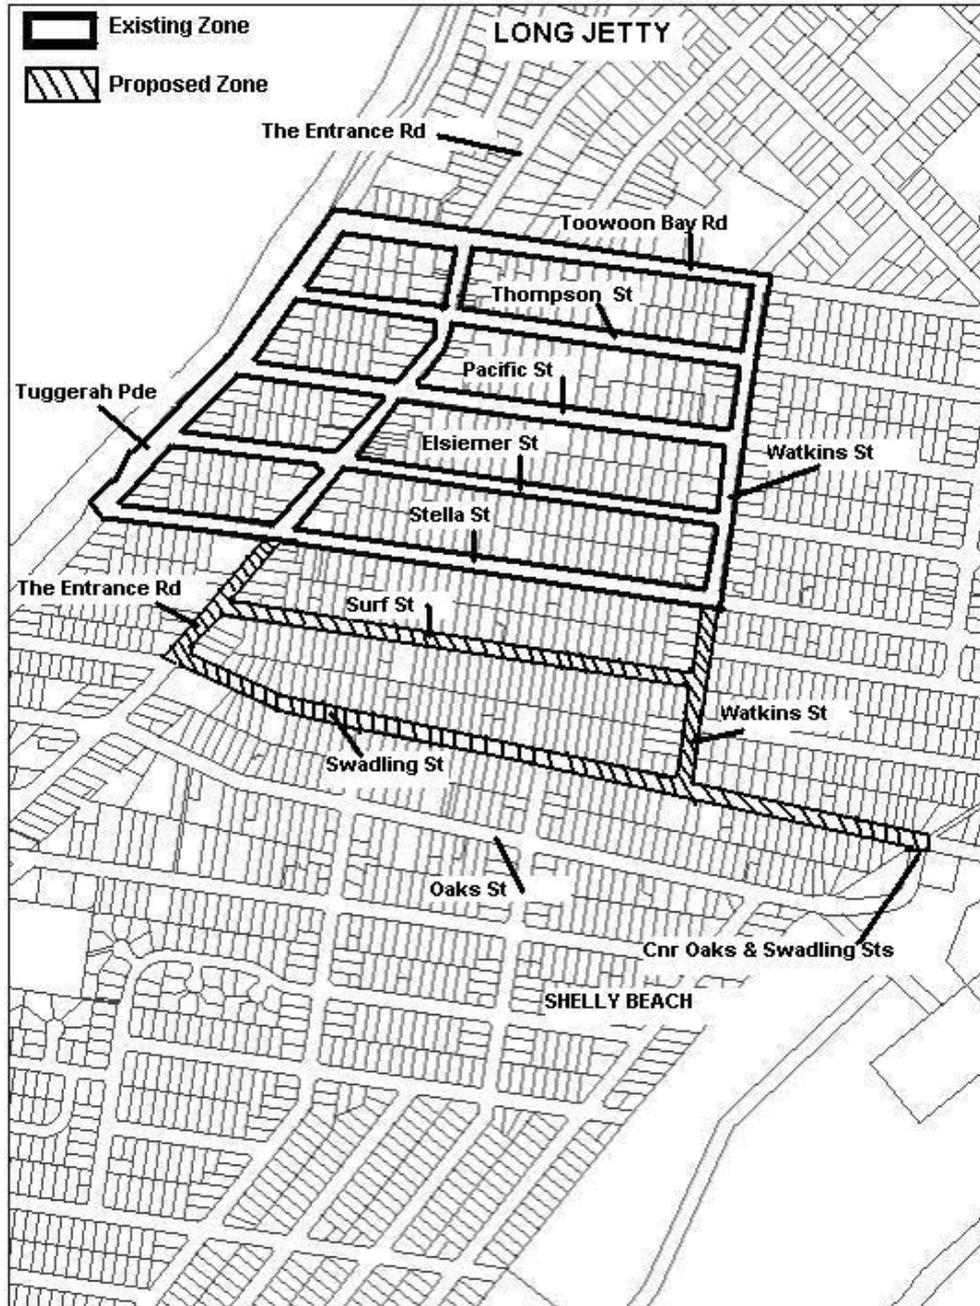 Existing Zone
LONG JETTY
Proposed Zone
The Entrance Rd
Toowoon Bay Rd
Thompson St
Pacific St
Tuggerah Pde
Elsiemer St
Watkins St
Stella St
The Entrance Rd
Surf St
Watkins St
Swadling St
Oaks St
Cnr Oaks & Swadling Sts
SHELLY BEACH